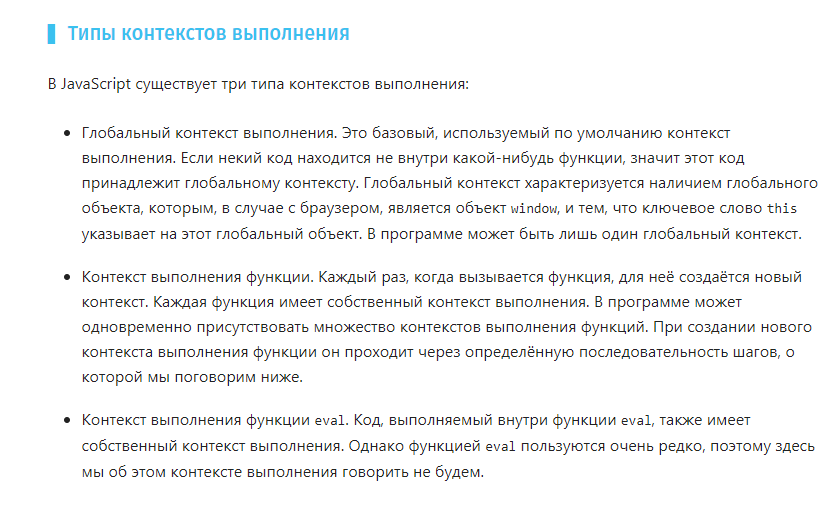 Типы контекстов выполнения
В JavaScript существует три типа контекстов выполнения:
• Глобальный контекст выполнения. Это базовый, используемый по умолчанию контекст
выполнения. Если некий код находится не внутри какой-нибудь функции, значит этот код
принадлежит глобальному контексту. Глобальный контекст характеризуется наличием глобального
объекта, которым, в случае с браузером, является объект window, и тем, что ключевое слово this
указывает на этот глобальный объект. В программе может быть лишь один глобальный контекст.
• Контекст выполнения функции. Каждый раз, когда вызывается функция, для неё создаётся новый
контекст. Каждая функция имеет собственный контекст выполнения. В программе может
одновременно присутствовать множество контекстов выполнения функций. При создании нового
контекста выполнения функции он проходит через определённую последовательность шагов, о
которой мы поговорим ниже.
• Контекст выполнения функции eval. Код, выполняемый внутри функции eval, также имеет
собственный контекст выполнения. Однако функцией eval пользуются очень редко, поэтому здесь
мы об этом контексте выполнения говорить не будем.